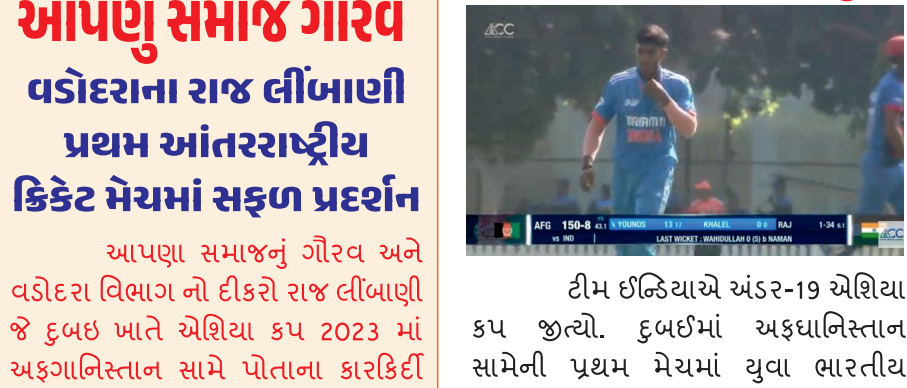 આપણુ સમાજ ગૌરવ
વડોદરાના રાજ લીંબાણી
પ્રથમ આંતરરાષ્ટ્રીય
ક્રિકેટ મેચમાં સફળ પ્રદર્શન
આપણા સમાજનું ગૌરવ અને
વડોદરા વિભાગ નો દીકરો રાજ લીંબાણી
જે દુબઇ ખાતે એશિયા કપ 2023 માં
અફગાનિસ્તાન સામે પોતાના કારકિર્દી
ACC
INDIA
AFG 150-8 43.1 YOUNOS 13 17 KHALEL 0 0 RAJ 1-34 6.1
vs IND LAST WICKET : WAHIDULLAH 0 (5) b NAMAN
ACC
ટીમ ઈન્ડિયાએ અંડર-19 એશિયા
કપ જીત્યો. દુબઈમાં અફઘાનિસ્તાન
સામેની પ્રથમ મેચમાં યુવા ભારતીય